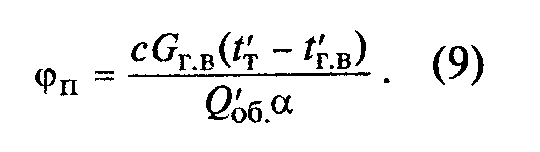 φп = cGг.в(t′т − t′г.в) / Q′об.α . (9)